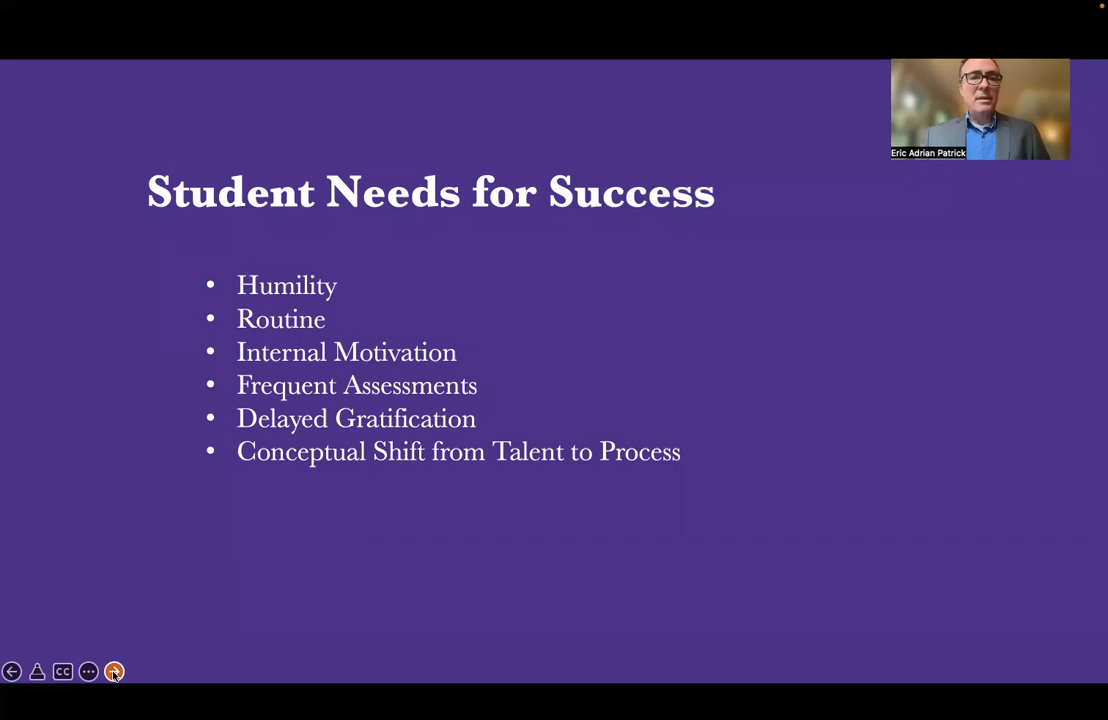 Eric Adrian Patrick
Student Needs for Success
• Humility
• Routine
• Internal Motivation
• Frequent Assessments
• Delayed Gratification
• Conceptual Shift from Talent to Process
CC